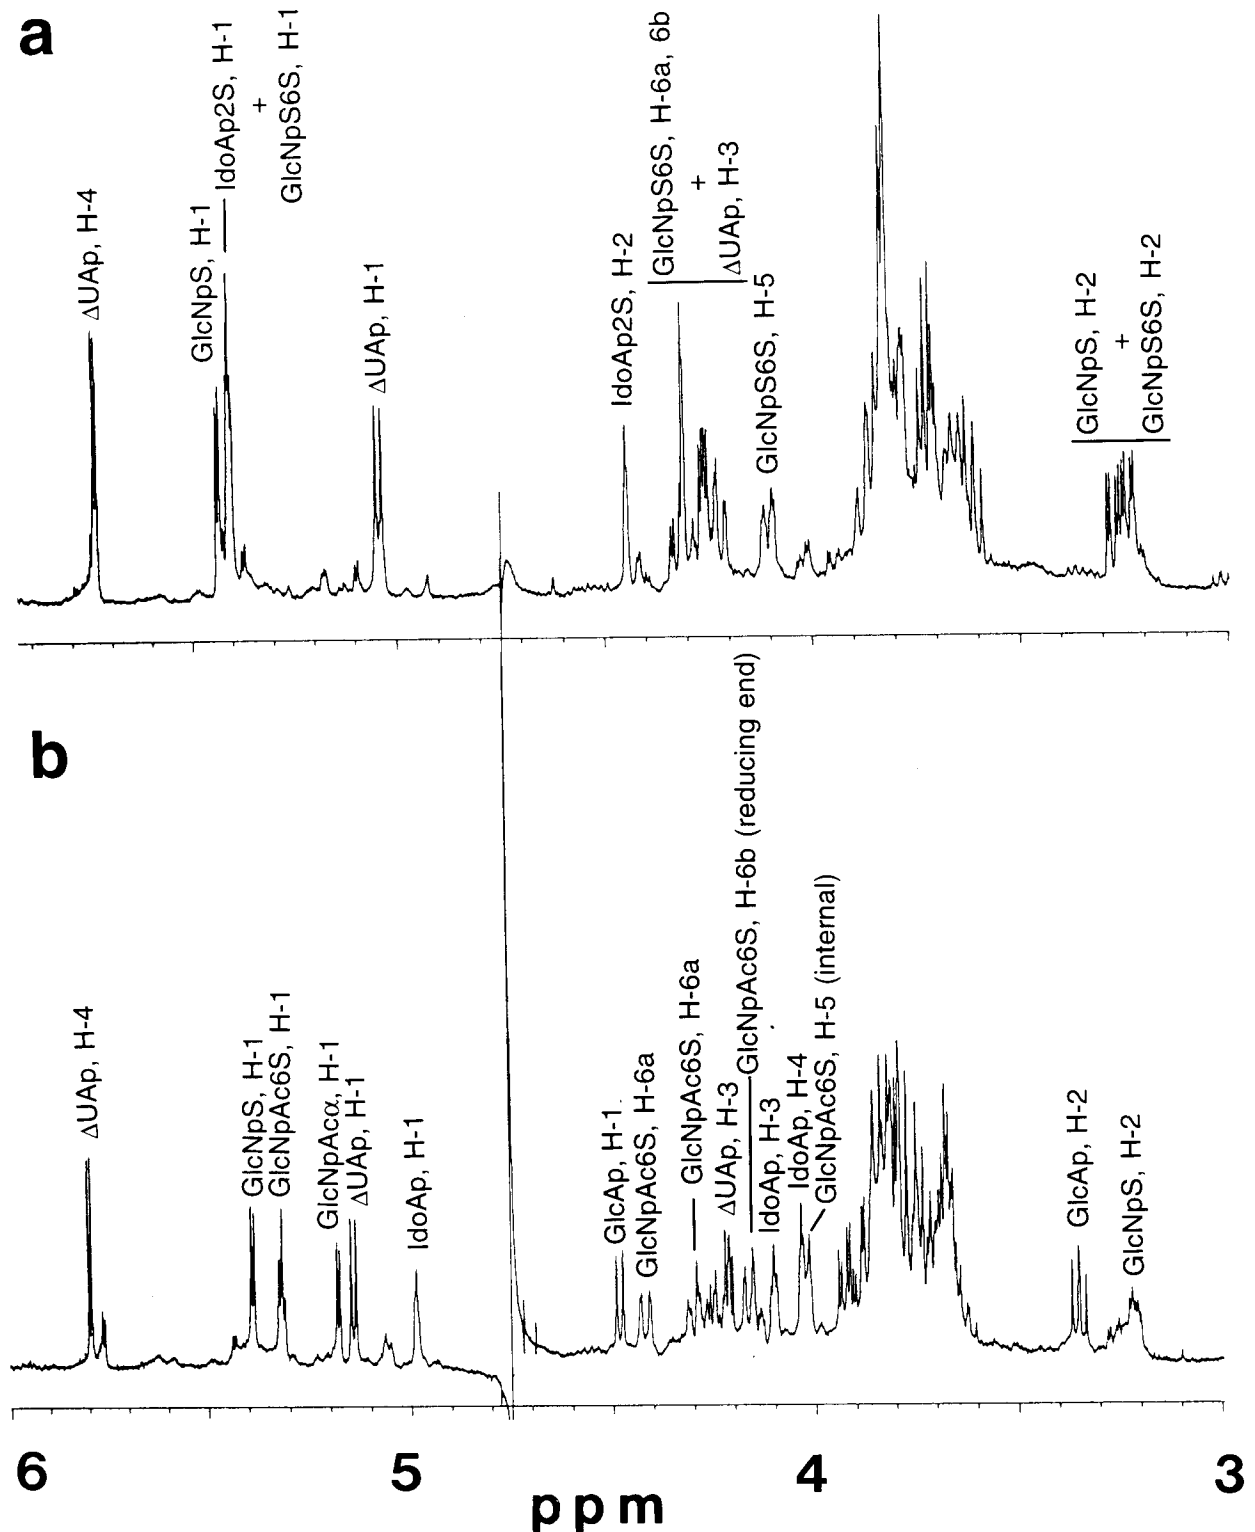 a
ΔUAp, H-4
GlcNpS, H-1
IdoAp2S, H-1
+
GlcNpS6S, H-1
ΔUAp, H-1
IdoAp2S, H-2
GlcNpS6S, H-6a, 6b
+
ΔUAp, H-3
GlcNpS6S, H-5
GlcNpS, H-2
+
GlcNpS6S, H-2
b
ΔUAp, H-4
GlcNpS, H-1
GlcNpAc6S, H-1
GlcNpAcα, H-1
ΔUAp, H-1
IdoAp, H-1
GlcAp, H-1
GlcNpAc6S, H-6a
GlcNpAc6S, H-6a
ΔUAp, H-3
GlcNpAc6S, H-6b (reducing end)
IdoAp, H-3
IdoAp, H-4
GlcNpAc6S, H-5 (internal)
GlcAp, H-2
GlcNpS, H-2
6 5 4 3
ppm